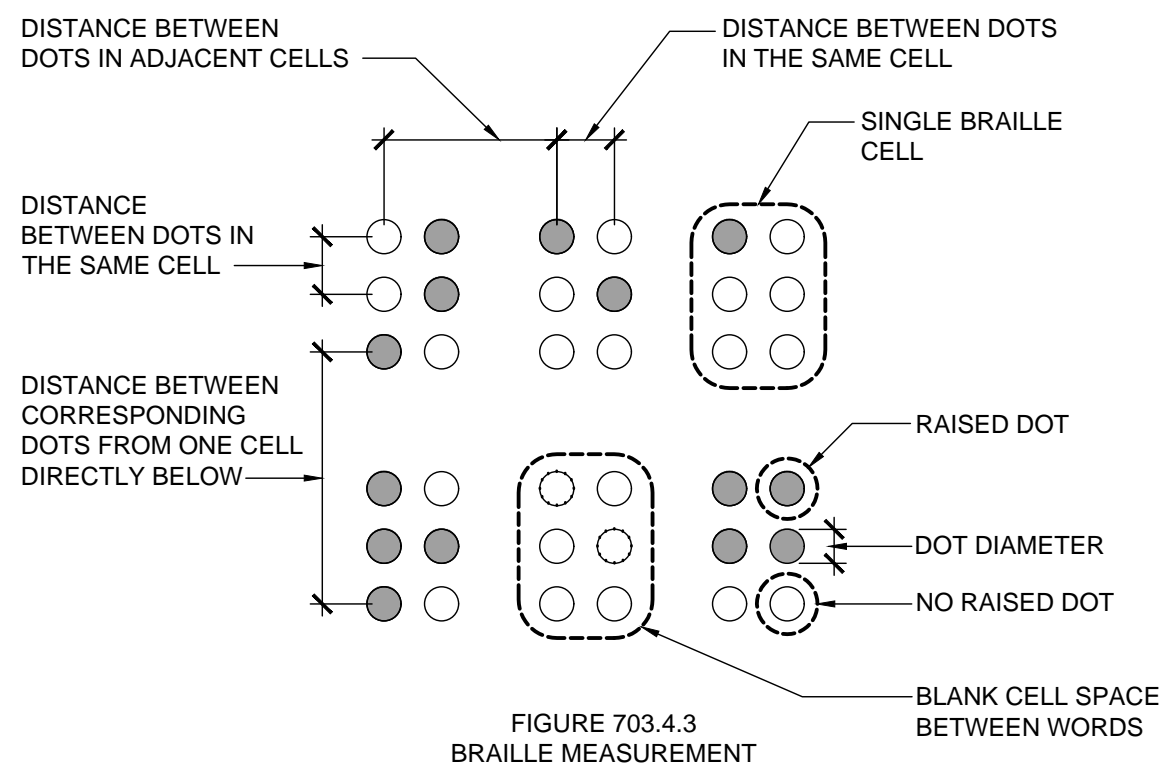 DISTANCE BETWEEN
DOTS IN ADJACENT CELLS
DISTANCE BETWEEN DOTS
IN THE SAME CELL
SINGLE BRAILLE
CELL
DISTANCE
BETWEEN DOTS IN
THE SAME CELL
DISTANCE BETWEEN
CORRESPONDING
DOTS FROM ONE CELL
DIRECTLY BELOW
RAISED DOT
DOT DIAMETER
NO RAISED DOT
BLANK CELL SPACE
BETWEEN WORDS
FIGURE 703.4.3
BRAILLE MEASUREMENT